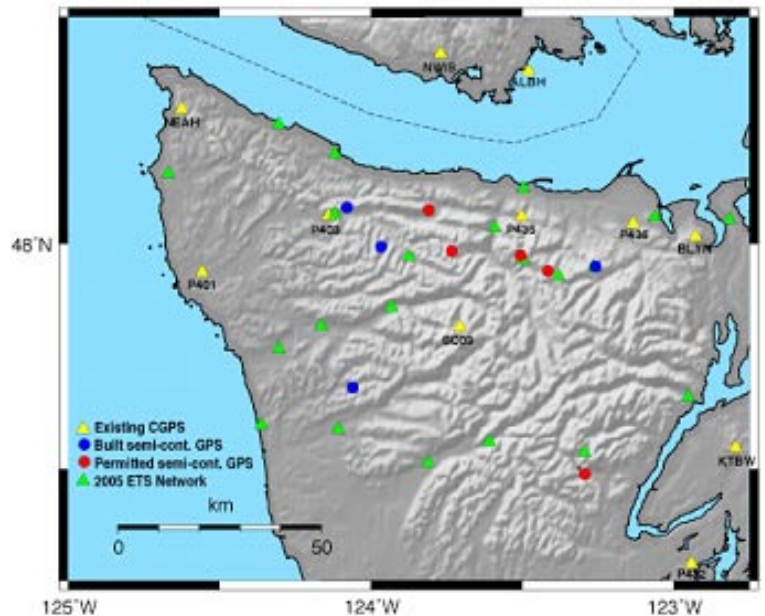 NWIS
ALBH
NEAH
P403
P435
P436
BLYN
48°N
P401
SC03
Existing CGPS
Built semi-cont. GPS
Permitted semi-cont. GPS
2005 ETS Network
KTBW
km
0 50
P432
125°W 124°W 123°W